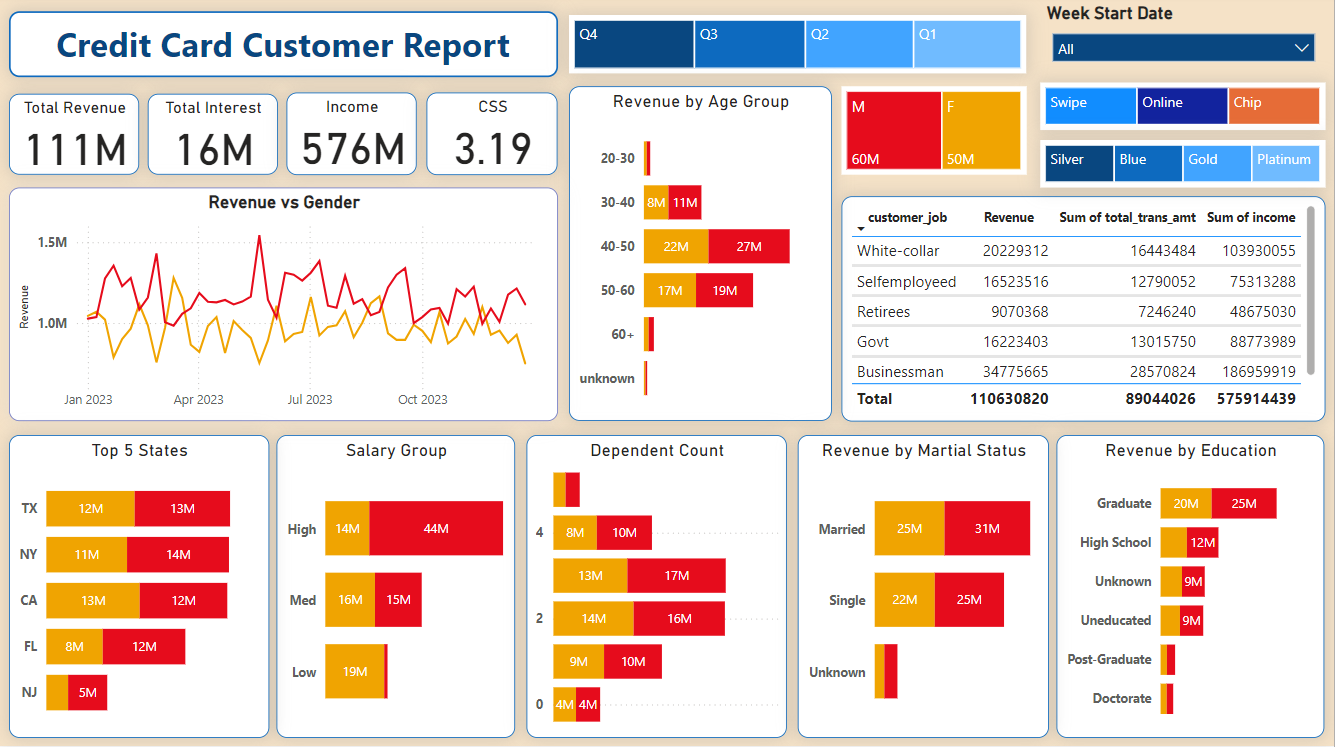 Credit Card Customer Report
Q4 Q3 Q2 Q1
Week Start Date
All
Total Revenue
111M
Total Interest
16M
Income
576M
CSS
3.19
Revenue by Age Group
20-30
30-40 8M 11M
40-50 22M 27M
50-60 17M 19M
60+
unknown
M
60M
F
50M
Swipe Online Chip
Silver Blue Gold Platinum
Revenue vs Gender
Revenue
1.5M
1.0M
Jan 2023 Apr 2023 Jul 2023 Oct 2023
customer_job Revenue Sum of total_trans_amt Sum of income
White-collar 20229312 16443484 103930055
Selfemployeed 16523516 12790052 75313288
Retirees 9070368 7246240 48675030
Govt 16223403 13015750 88773989
Businessman 34775665 28570824 186959919
Total 110630820 89044026 575914439
Top 5 States
TX 12M 13M
NY 11M 14M
CA 13M 12M
FL 8M 12M
NJ 5M
Salary Group
High 14M 44M
Med 16M 15M
Low 19M
Dependent Count
4 8M 10M
13M 17M
2 14M 16M
9M 10M
0 4M 4M
Revenue by Martial Status
Married 25M 31M
Single 22M 25M
Unknown
Revenue by Education
Graduate 20M 25M
High School 12M
Unknown 9M
Uneducated 9M
Post-Graduate
Doctorate